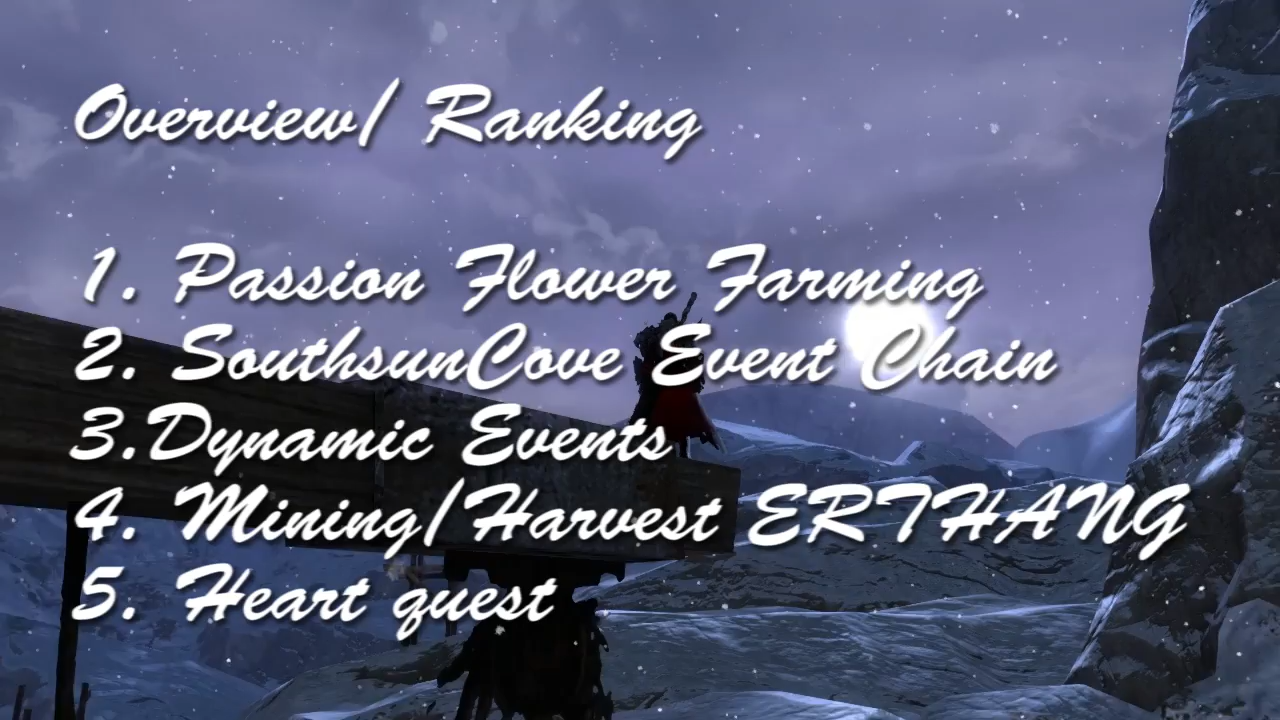 Overview/ Ranking
1. Passion Flower Farming
2. SouthsunCove Event Chain
3.Dynamic Events
4. Mining/Harvest ERTHANG
5. Heart quest